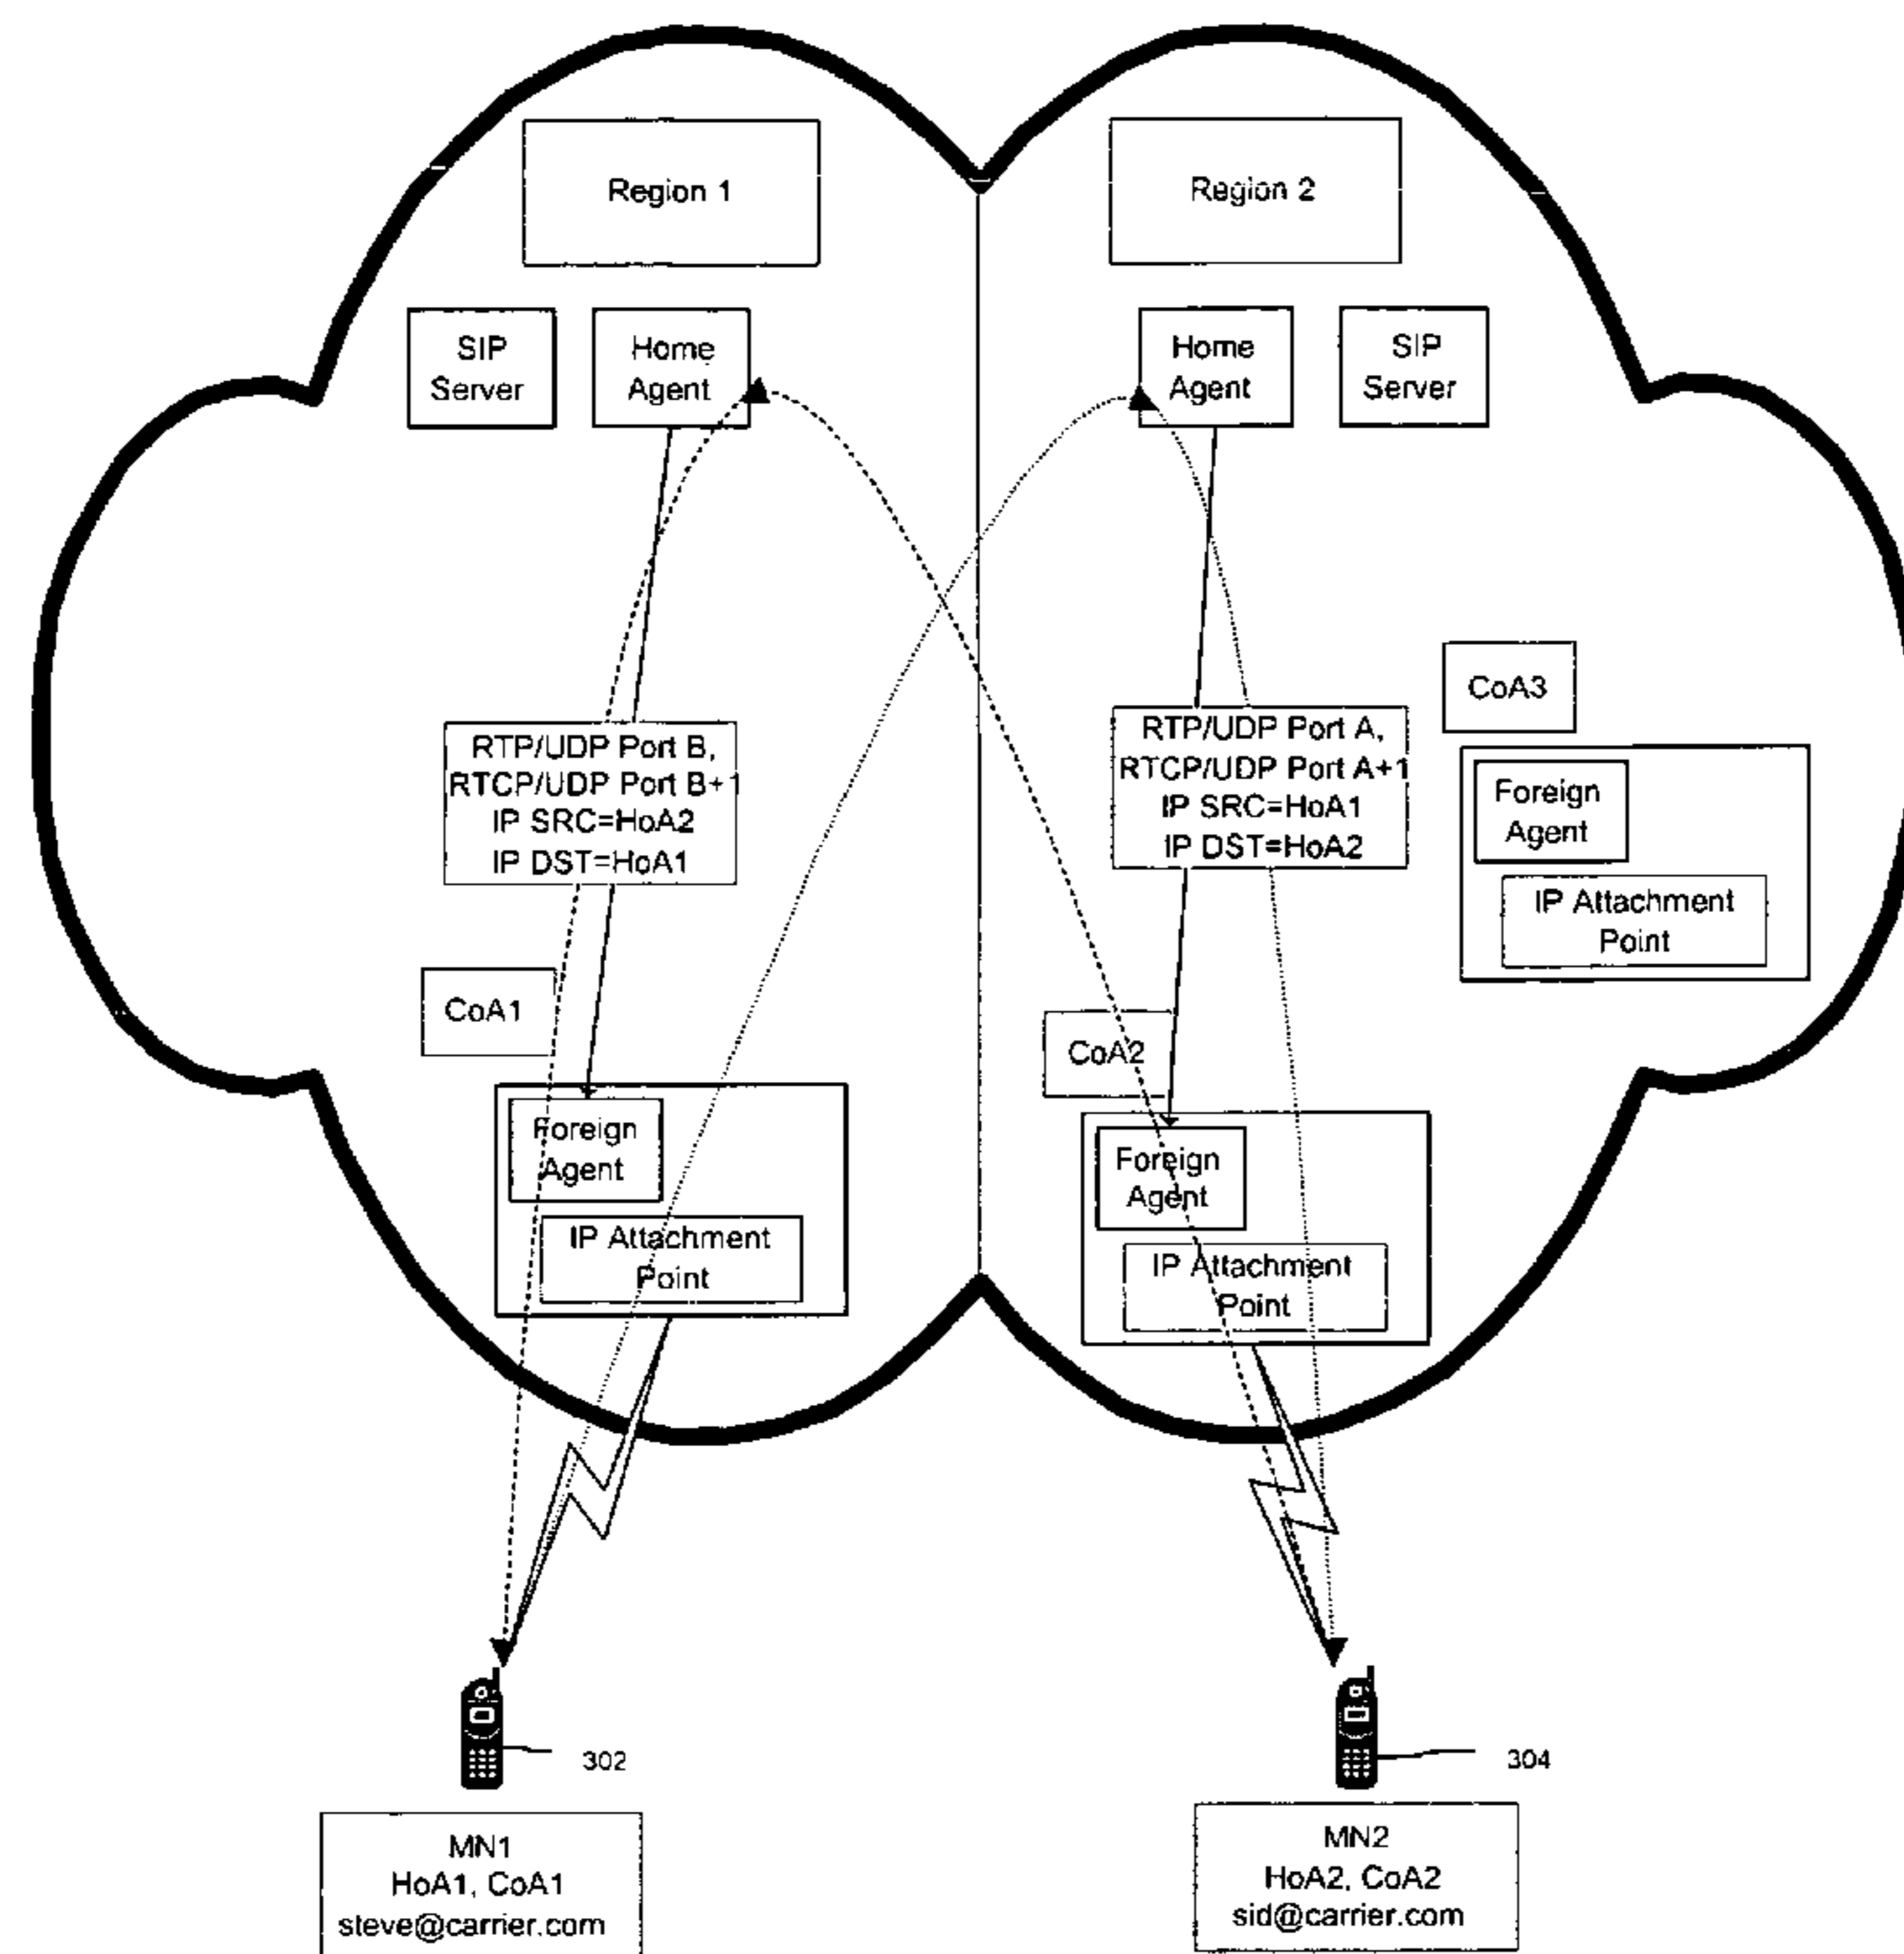 Region 1
Region 2
SIP
Server
Home
Agent
Home
Agent
SIP
Server
RTP/UDP Port B,
RTCP/UDP Port B+1
IP SRC=HoA2
IP DST=HoA1
RTP/UDP Port A,
RTCP/UDP Port A+1
IP SRC=HoA1
IP DST=HoA2
CoA3
Foreign
Agent
IP Attachment
Point
CoA1
CoA2
Foreign
Agent
IP Attachment
Point
Foreign
Agent
IP Attachment
Point
302
304
MN1
HoA1, CoA1
steve@carrier.com
MN2
HoA2, CoA2
sid@carrier.com